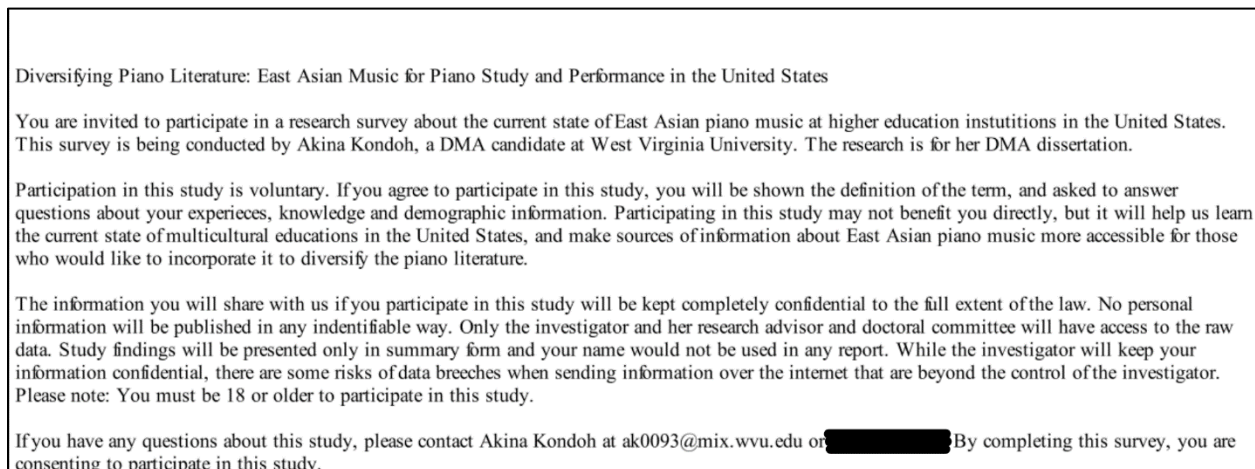 Diversifying Piano Literature: East Asian Music for Piano Study and Performance in the United States
You are invited to participate in a research survey about the current state of East Asian piano music at higher education instutitions in the United States.
This survey is being conducted by Akina Kondoh, a DMA candidate at West Virginia University. The research is for her DMA dissertation.
Participation in this study is voluntary. If you agree to participate in this study, you will be shown the definition of the term, and asked to answer
questions about your experieces, knowledge and demographic information. Participating in this study may not benefit you directly, but it will help us learn
the current state of multicultural educations in the United States, and make sources of information about East Asian piano music more accessible for those
who would like to incorporate it to diversify the piano literature.
The information you will share with us if you participate in this study will be kept completely confidential to the full extent of the law. No personal
information will be published in any indentifiable way. Only the investigator and her research advisor and doctoral committee will have access to the raw
data. Study findings will be presented only in summary form and your name would not be used in any report. While the investigator will keep your
information confidential, there are some risks of data breeches when sending information over the internet that are beyond the control of the investigator.
Please note: You must be 18 or older to participate in this study.
If you have any questions about this study, please contact Akina Kondoh at ak0093@mix.wvu.edu or By completing this survey, you are
consenting to participate in this study.